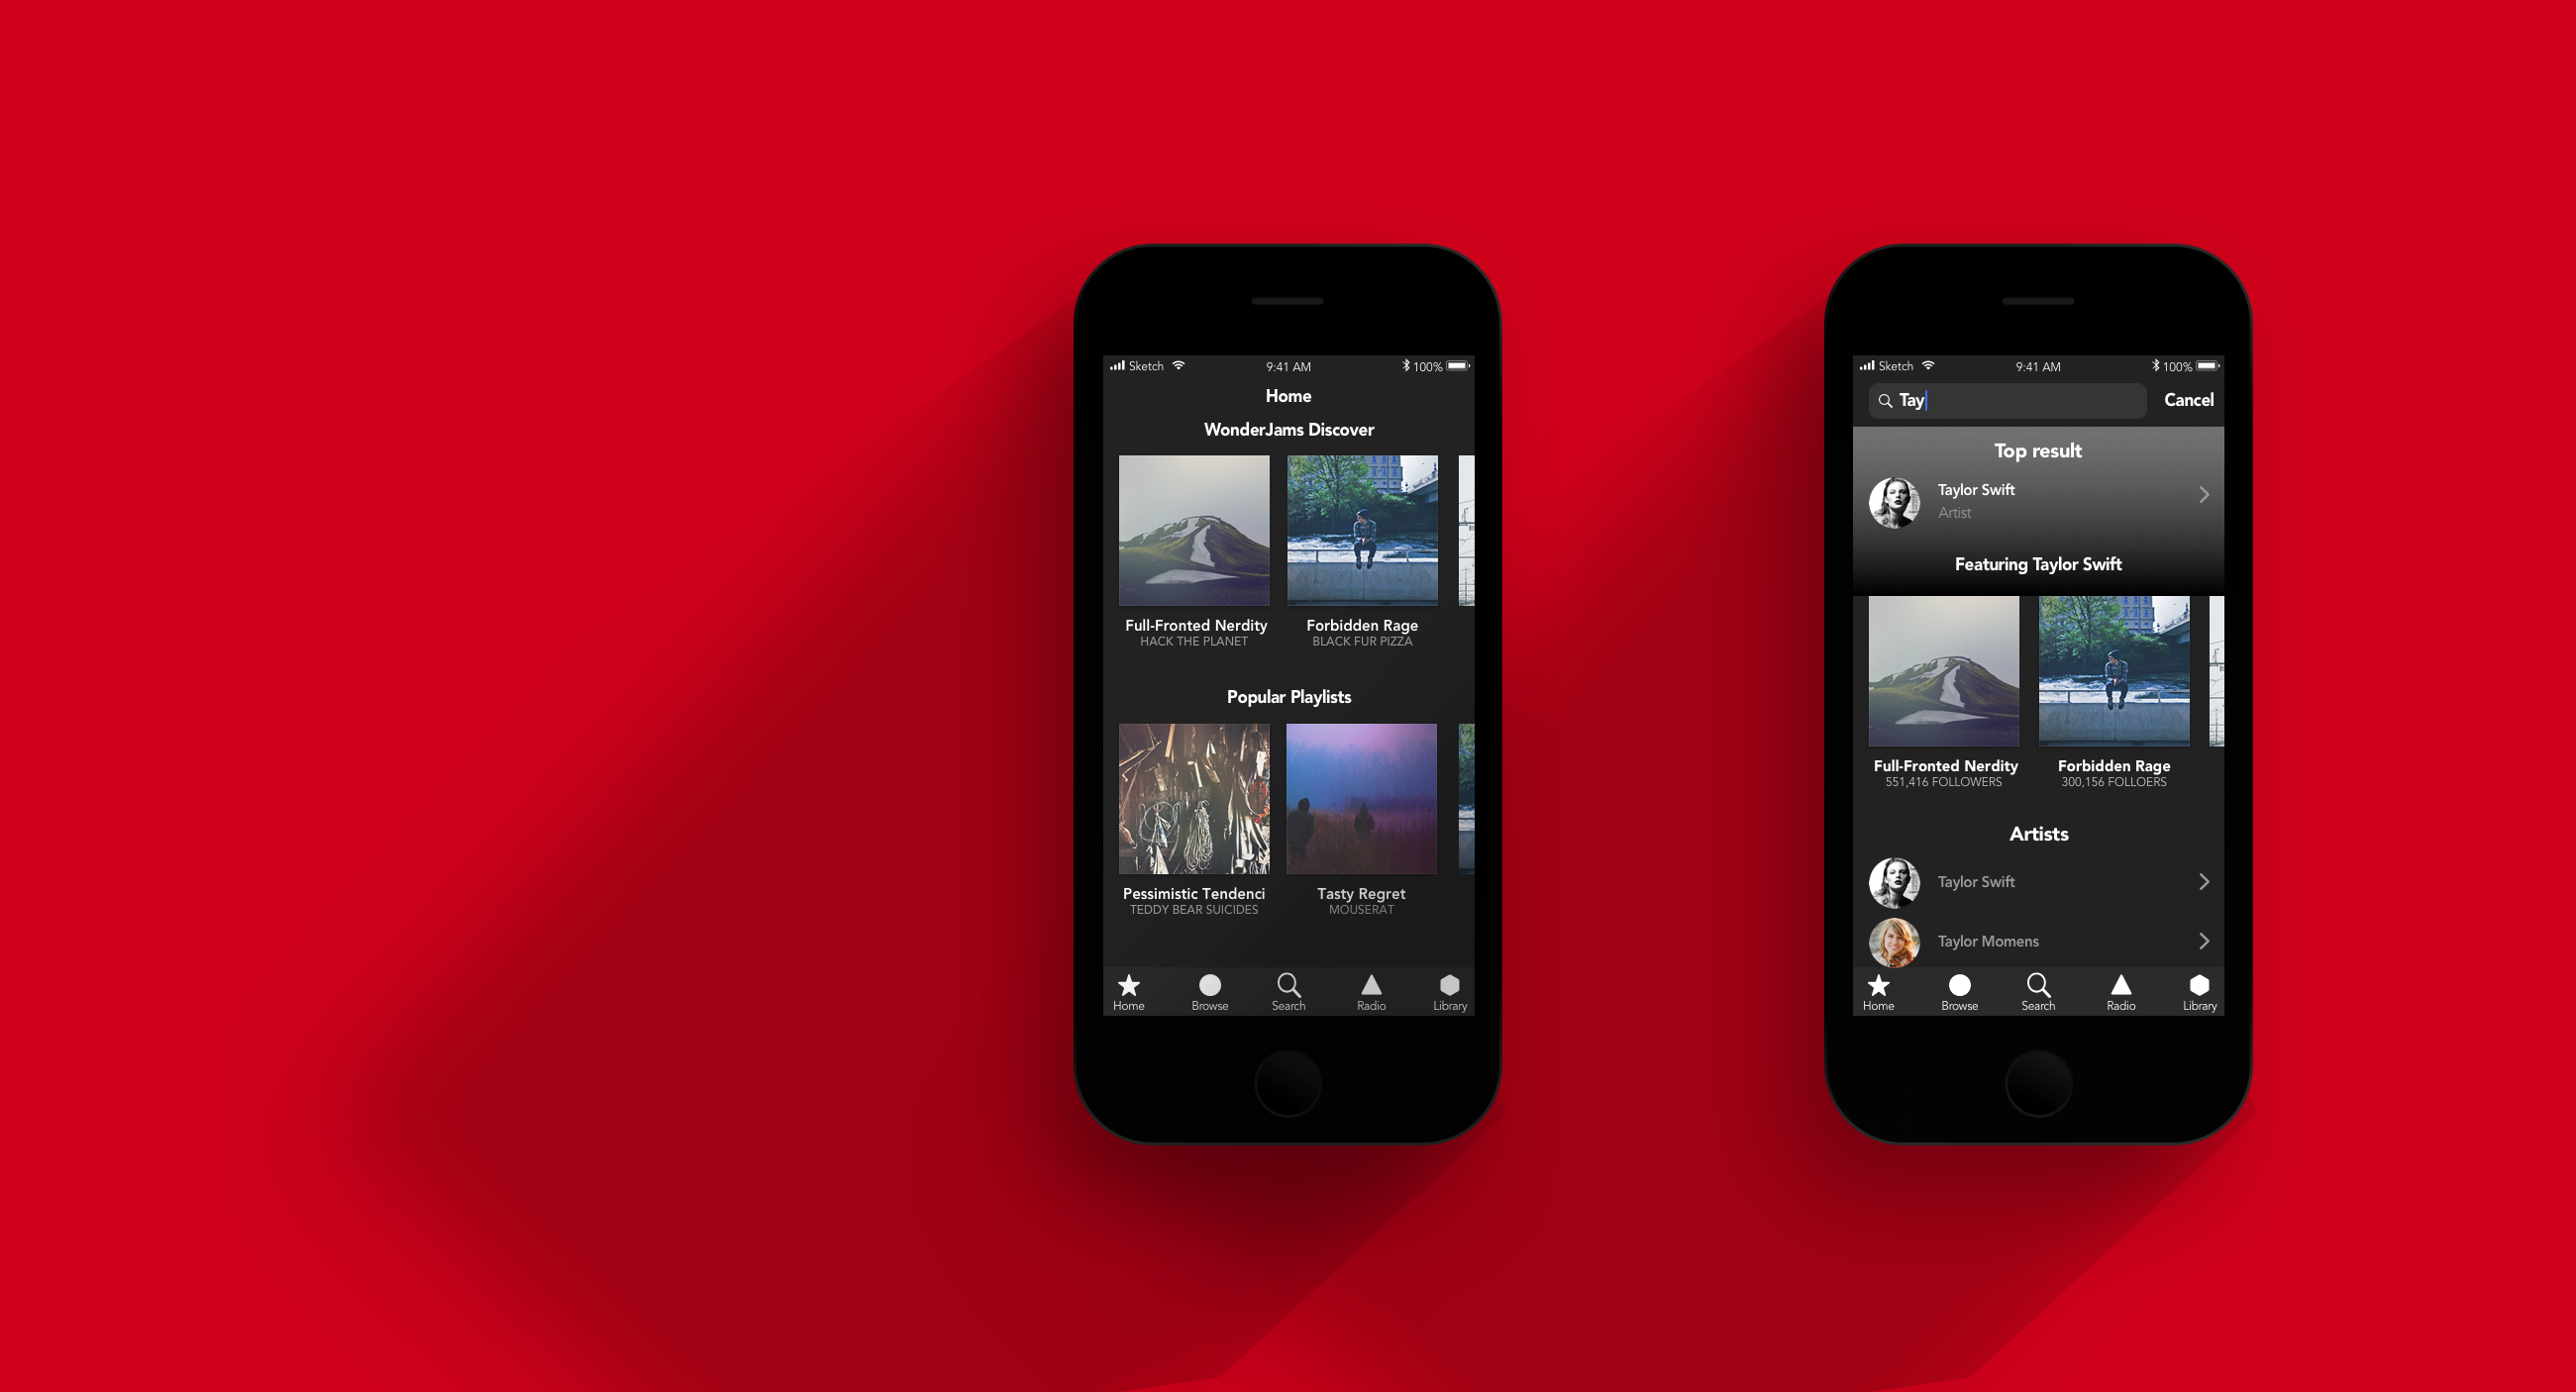 Sketch 9:41 AM 100%
Home
WonderJams Discover
Full-Fronted Nerdity Forbidden Rage
HACK THE PLANET BLACK FUR PIZZA
Popular Playlists
Pessimistic Tendenci Tasty Regret
TEDDY BEAR SUICIDES MOUSERAT
Home Browse Search Radio Library
Sketch 9:41 AM 100%
Tay Cancel
Top result
Taylor Swift
Artist
Featuring Taylor Swift
Full-Fronted Nerdity Forbidden Rage
551,416 FOLLOWERS 300,156 FOLLOERS
Artists
Taylor Swift
Taylor Momens
Home Browse Search Radio Library